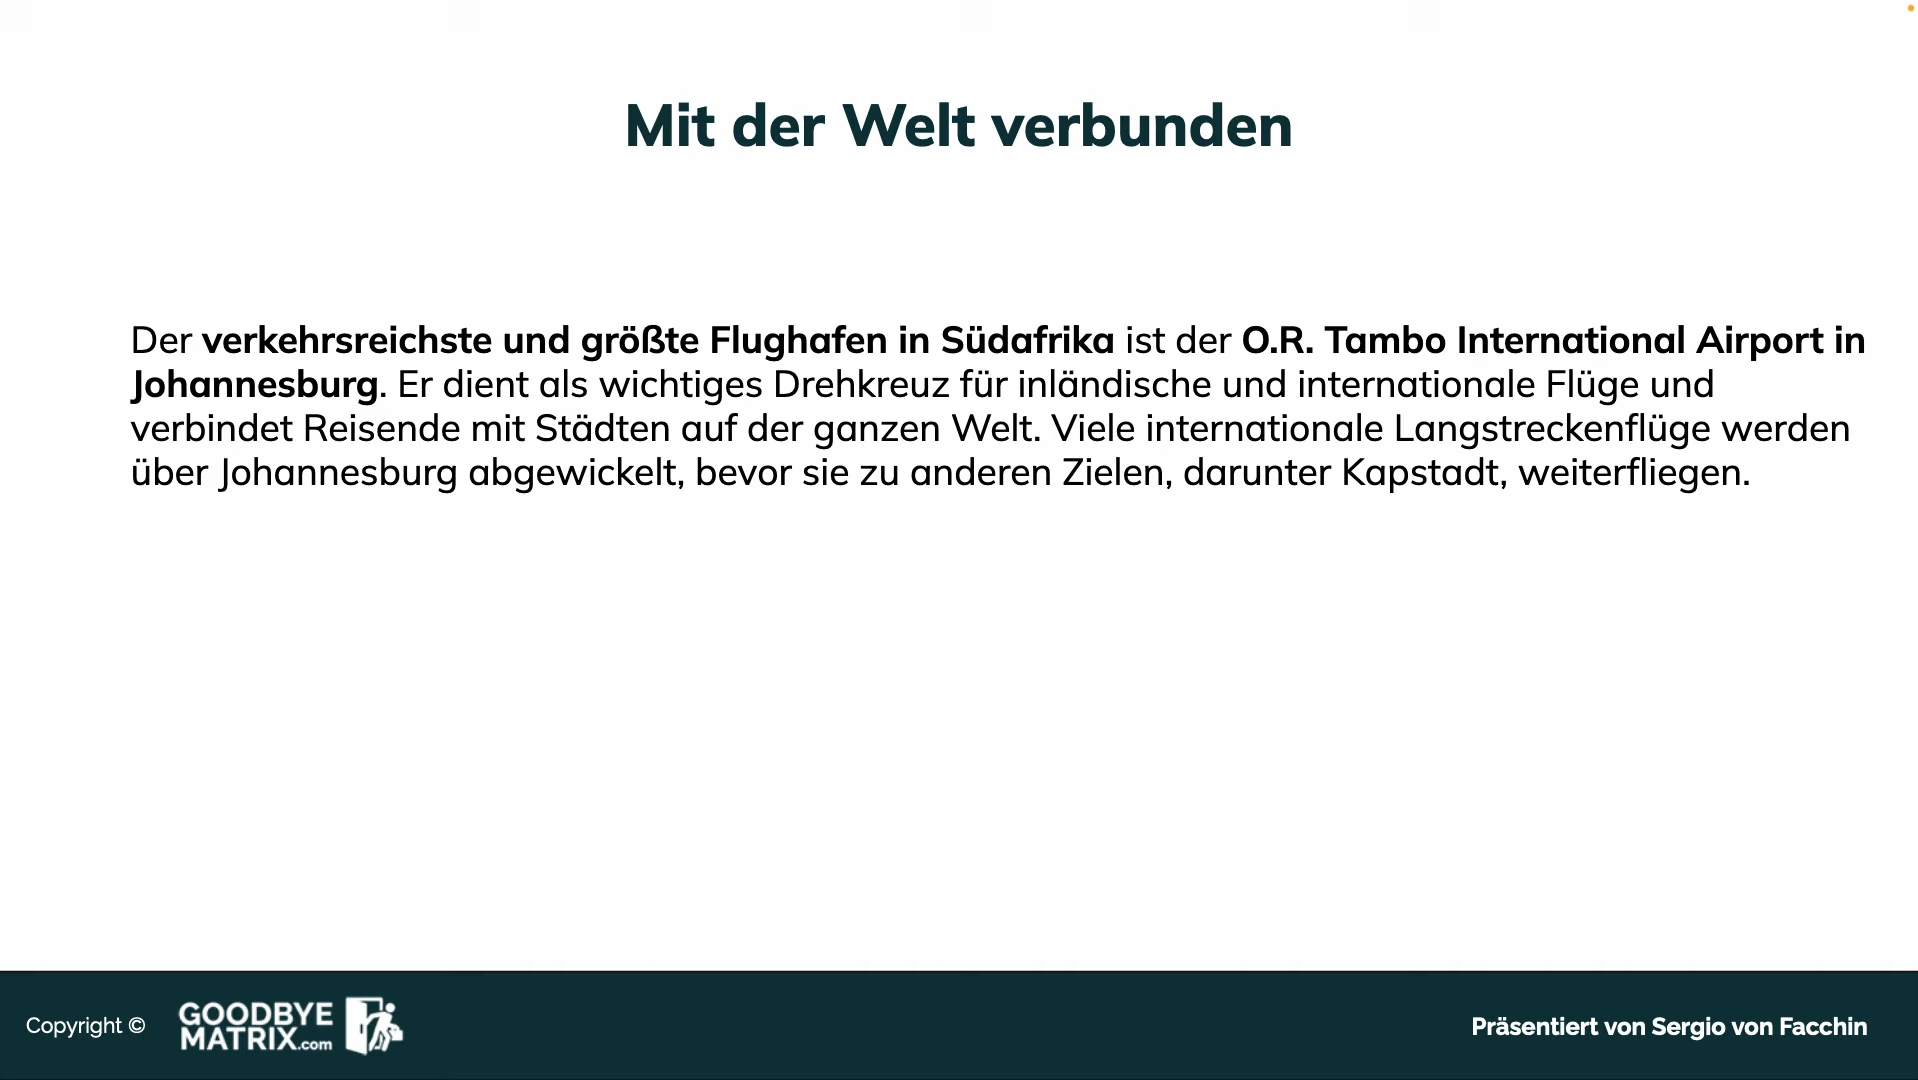 Mit der Welt verbunden
Der verkehrsreichste und größte Flughafen in Südafrika ist der O.R. Tambo International Airport in
Johannesburg. Er dient als wichtiges Drehkreuz für inländische und internationale Flüge und
verbindet Reisende mit Städten auf der ganzen Welt. Viele internationale Langstreckenflüge werden
über Johannesburg abgewickelt, bevor sie zu anderen Zielen, darunter Kapstadt, weiterfliegen.
Copyright ©
GOODBYE
MATRIX.com
Präsentiert von Sergio von Facchin